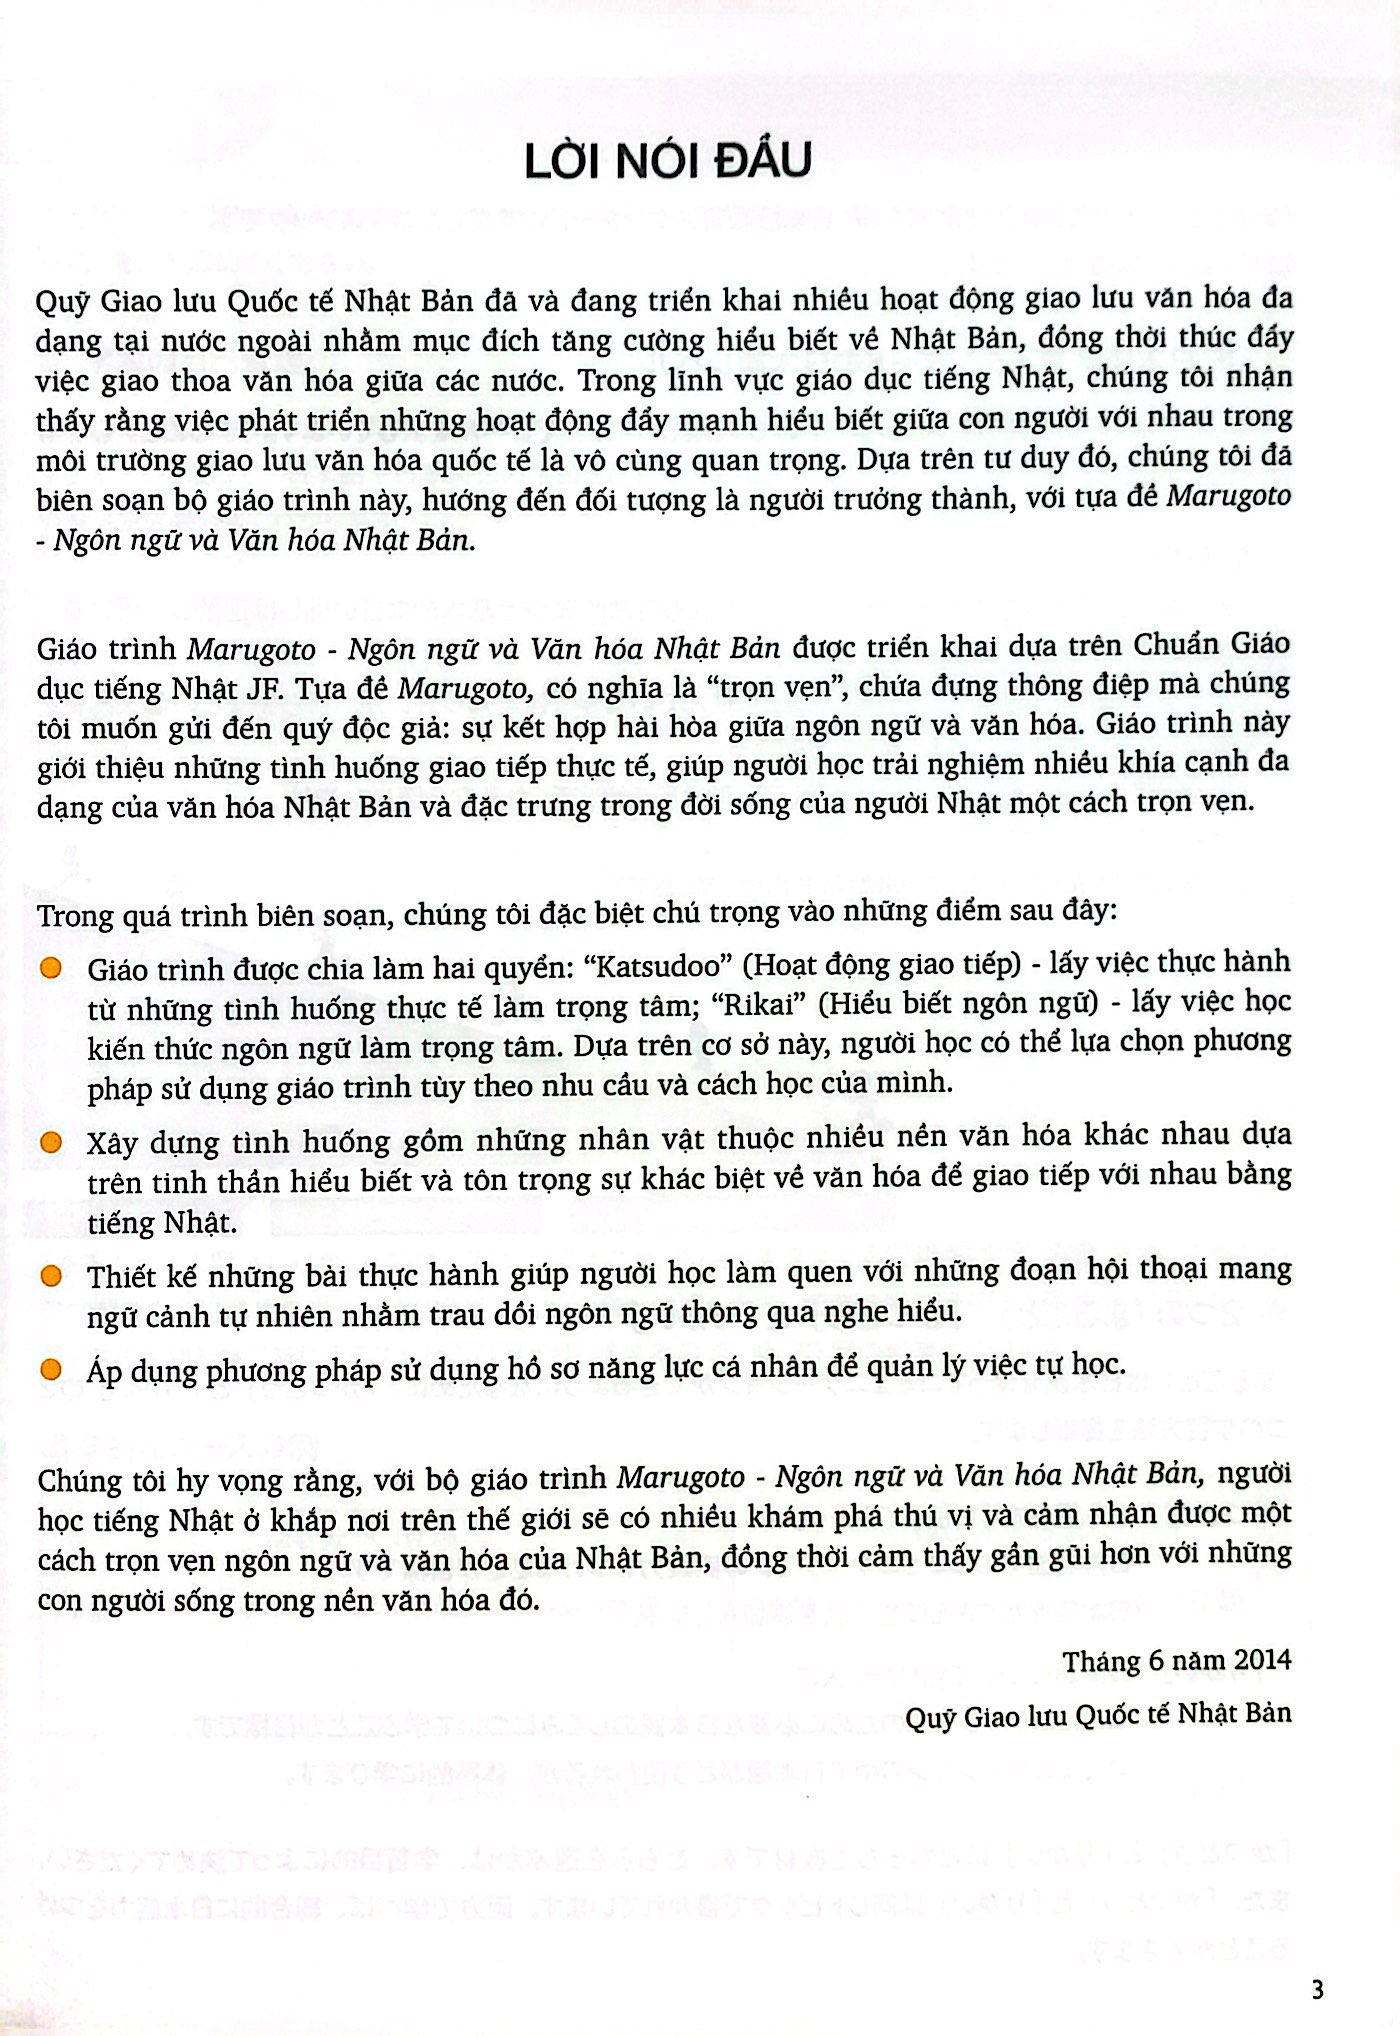 LỜI NÓI ĐẦU
Quỹ Giao lưu Quốc tế Nhật Bản đã và đang triển khai nhiều hoạt động giao lưu văn hóa đa
dạng tại nước ngoài nhằm mục đích tăng cường hiểu biết về Nhật Bản, đồng thời thúc đẩy
việc giao thoa văn hóa giữa các nước. Trong lĩnh vực giáo dục tiếng Nhật, chúng tôi nhận
thấy rằng việc phát triển những hoạt động đẩy mạnh hiểu biết giữa con người với nhau trong
môi trường giao lưu văn hóa quốc tế là vô cùng quan trọng. Dựa trên tư duy đó, chúng tôi đã
biên soạn bộ giáo trình này, hướng đến đối tượng là người trưởng thành, với tựa đề Marugoto
- Ngôn ngữ và Văn hóa Nhật Bản.
Giáo trình Marugoto - Ngôn ngữ và Văn hóa Nhật Bản được triển khai dựa trên Chuẩn Giáo
dục tiếng Nhật JF. Tựa đề Marugoto, có nghĩa là “trọn vẹn”, chứa đựng thông điệp mà chúng
tôi muốn gửi đến quý độc giả: sự kết hợp hài hòa giữa ngôn ngữ và văn hóa. Giáo trình này
giới thiệu những tình huống giao tiếp thực tế, giúp người học trải nghiệm nhiều khía cạnh đa
dạng của văn hóa Nhật Bản và đặc trưng trong đời sống của người Nhật một cách trọn vẹn.
Trong quá trình biên soạn, chúng tôi đặc biệt chú trọng vào những điểm sau đây:
Giáo trình được chia làm hai quyển: “Katsudoo” (Hoạt động giao tiếp) - lấy việc thực hành
từ những tình huống thực tế làm trọng tâm; “Rikai” (Hiểu biết ngôn ngữ) - lấy việc học
kiến thức ngôn ngữ làm trọng tâm. Dựa trên cơ sở này, người học có thể lựa chọn phương
pháp sử dụng giáo trình tùy theo nhu cầu và cách học của mình.
Xây dựng tình huống gồm những nhân vật thuộc nhiều nền văn hóa khác nhau dựa
trên tinh thần hiểu biết và tôn trọng sự khác biệt về văn hóa để giao tiếp với nhau bằng
tiếng Nhật.
Thiết kế những bài thực hành giúp người học làm quen với những đoạn hội thoại mang
ngữ cảnh tự nhiên nhằm trau dồi ngôn ngữ thông qua nghe hiểu.
Áp dụng phương pháp sử dụng hồ sơ năng lực cá nhân để quản lý việc tự học.
Chúng tôi hy vọng rằng, với bộ giáo trình Marugoto - Ngôn ngữ và Văn hóa Nhật Bản, người
học tiếng Nhật ở khắp nơi trên thế giới sẽ có nhiều khám phá thú vị và cảm nhận được một
cách trọn vẹn ngôn ngữ và văn hóa của Nhật Bản, đồng thời cảm thấy gần gũi hơn với những
con người sống trong nền văn hóa đó.
Tháng 6 năm 2014
Quỹ Giao lưu Quốc tế Nhật Bản
3